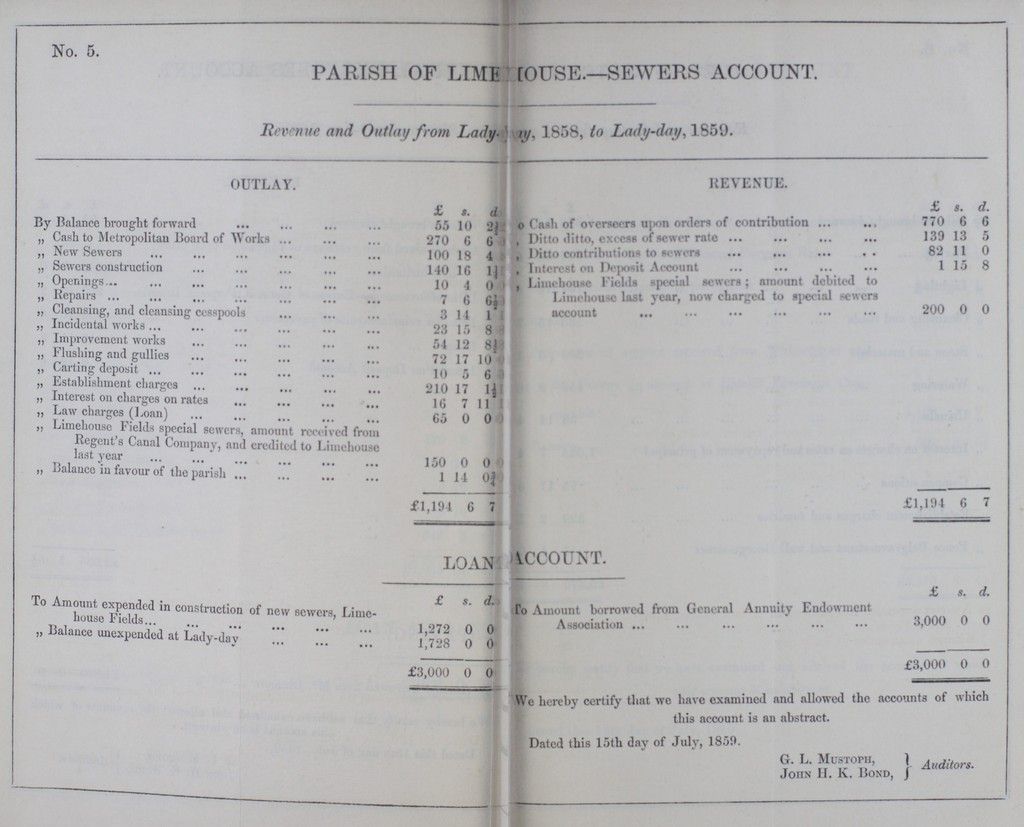 No. 5.
PARISH OF LIMEHOUSE.—SEWERS ACCOUNT.
Revenue and Outlay from Lady-day, 1858, to Lady-day, 1859.
OUTLAY.
£ s. d.
By Balance brought forward ... ... ... ... 55 10 2½
„ Cash to Metropolitan Board of Works ... ... ... 270 6 6
„ New Sewers ... ... ... ... ... ... 100 18 4
„ Sewers construction ... ... ... ... ... 140 16 1½
„ Openings... ... ... ... ... ... ... 10 4 0
„ Repairs ... ... ... ... ... ... ... 7 6 6½
„ Cleansing, and cleansing cesspools ... ... ... 3 14 1
„ Incidental works ... ... ... ... ... ... 23 15 8
„ Improvement works ... ... ... ... ... 54 12 8¾
„ Flushing and gullies ... ... ... ... ... 72 17 10
„ Carting deposit ... ... ... ... ... ... 10 5 6
„ Establishment charges ... ... ... ... ... 210 17 1½
„ Interest on charges on rates ... ... ... ... 16 7 11
„ Law charges (Loan) ... ... ... ... ... 65 0 0
„ Limehouse Fields special sewers, amount received from
Regent's Canal Company, and credited to Limehouse
last year ... ... ... ... ... ... 150 0 0
„ Balance in favour of the parish ... ... ... ... 1 14 0¾
£1,194 6 7
REVENUE.
£ s. d.
o Cash of overseers upon orders of contribution ... ... 770 6 6
, Ditto ditto, excess of sewer rate ... ... ... ... 139 13 5
, Ditto contributions to sewers ... ... ... .. 82 11 0
, Interest on Deposit Account ... ... ... ... 1 15 8
, Limehouse Fields special sewers; amount debited to
Limehouse last year, now charged to special sewers
account ... ... ... ... ... ... 200 0 0
£1,194 6 7
LOAN ACCOUNT.
£ s. d.
To Amount expended in construction of new sewers, Lime-
house Fields... ... ... ... ... ... 1,272 0 0
„ Balance unexpended at Lady-day ... ... ... 1,728 0 0
£3,000 0 0
£ s. d.
To Amount borrowed from General Annuity Endowment
Association ... ... ... ... ... ... 3,000 0 0
£3,000 0 0
We hereby certify that we have examined and allowed the accounts of which
this account is an abstract.
Dated this 15th day of July, 1859.
G. L. MUSTOPH,
JOHN H. K. BOND, } Auditors.